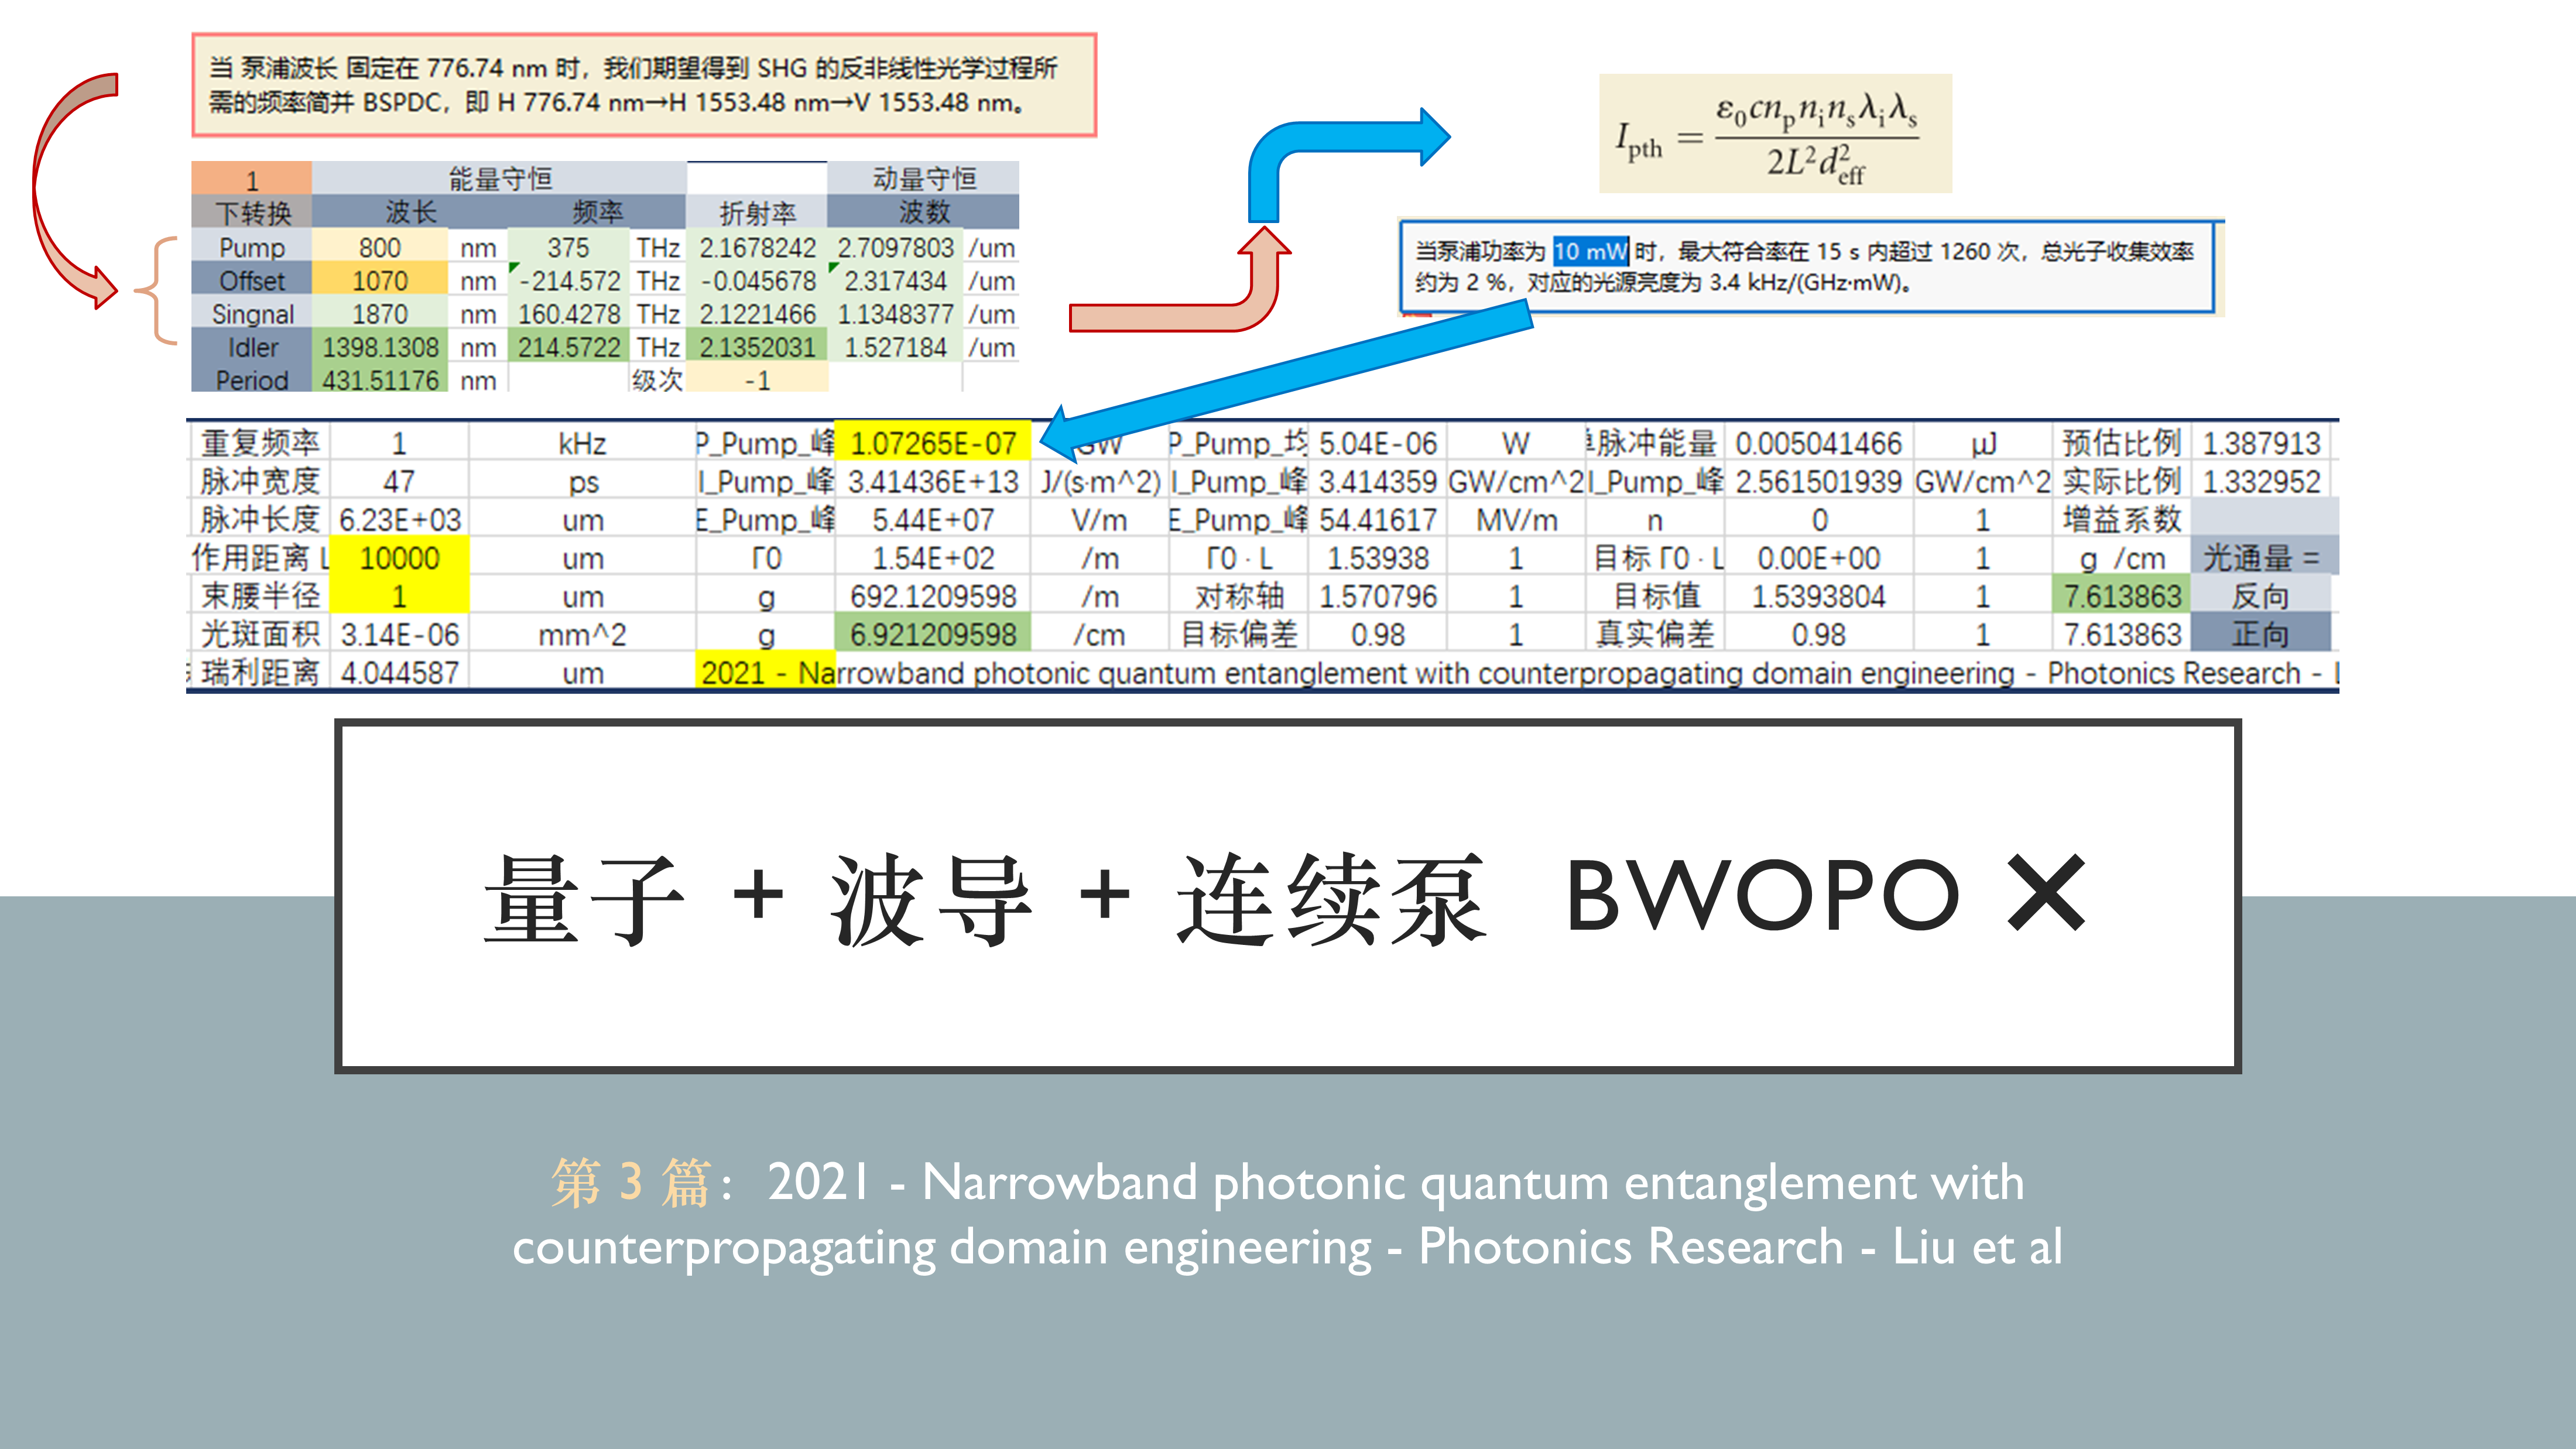 当 泵浦波长 固定在 776.74 nm 时，我们期望得到 SHG 的反非线性光学过程所
需的频率简并 BSPDC，即 H 776.74 nm→H 1553.48 nm→V 1553.48 nm。
1 能量守恒 动量守恒
下转换 波长 频率 折射率 波数
Pump 800 nm 375 THz 2.1678242 2.7097803 /um
Offset 1070 nm -214.572 THz -0.045678 2.317434 /um
Singnal 1870 nm 160.4278 THz 2.1221466 1.1348377 /um
Idler 1398.1308 nm 214.5722 THz 2.1352031 1.527184 /um
Period 431.51176 nm 级次 -1
I_pth = ε₀cn_pn_in_sλ_iλ_s / 2L²d²_eff
当泵浦功率为 10 mW 时，最大符合率在 15 s 内超过 1260 次，总光子收集效率
约为 2 %，对应的光源亮度为 3.4 kHz/(GHz·mW)。
重复频率 1 kHz P_Pump_峰 1.07265E-07 GW P_Pump_均 5.04E-06 W 脉冲能量 0.005041466 μJ 预估比例 1.387913
脉冲宽度 47 ps I_Pump_峰 3.41436E+13 J/(s·m^2) I_Pump_峰 3.414359 GW/cm^2 I_Pump_峰 2.561501939 GW/cm^2 实际比例 1.332952
脉冲长度 6.23E+03 um E_Pump_峰 5.44E+07 V/m E_Pump_峰 54.41617 MV/m n 0 1 增益系数
作用距离 L 10000 um Γ0 1.54E+02 /m Γ0 · L 1.53938 1 目标 Γ0 · L 0.00E+00 1 g /cm 光通量 =
束腰半径 1 um g 692.1209598 /m 对称轴 1.570796 1 目标值 1.5393804 1 7.613863 反向
光斑面积 3.14E-06 mm^2 g 6.921209598 /cm 目标偏差 0.98 1 真实偏差 0.98 1 7.613863 正向
瑞利距离 4.044587 um 2021 - Narrowband photonic quantum entanglement with counterpropagating domain engineering - Photonics Research - L
量子 + 波导 + 连续泵 BWOPO ×
第 3 篇：2021 - Narrowband photonic quantum entanglement with
counterpropagating domain engineering - Photonics Research - Liu et al